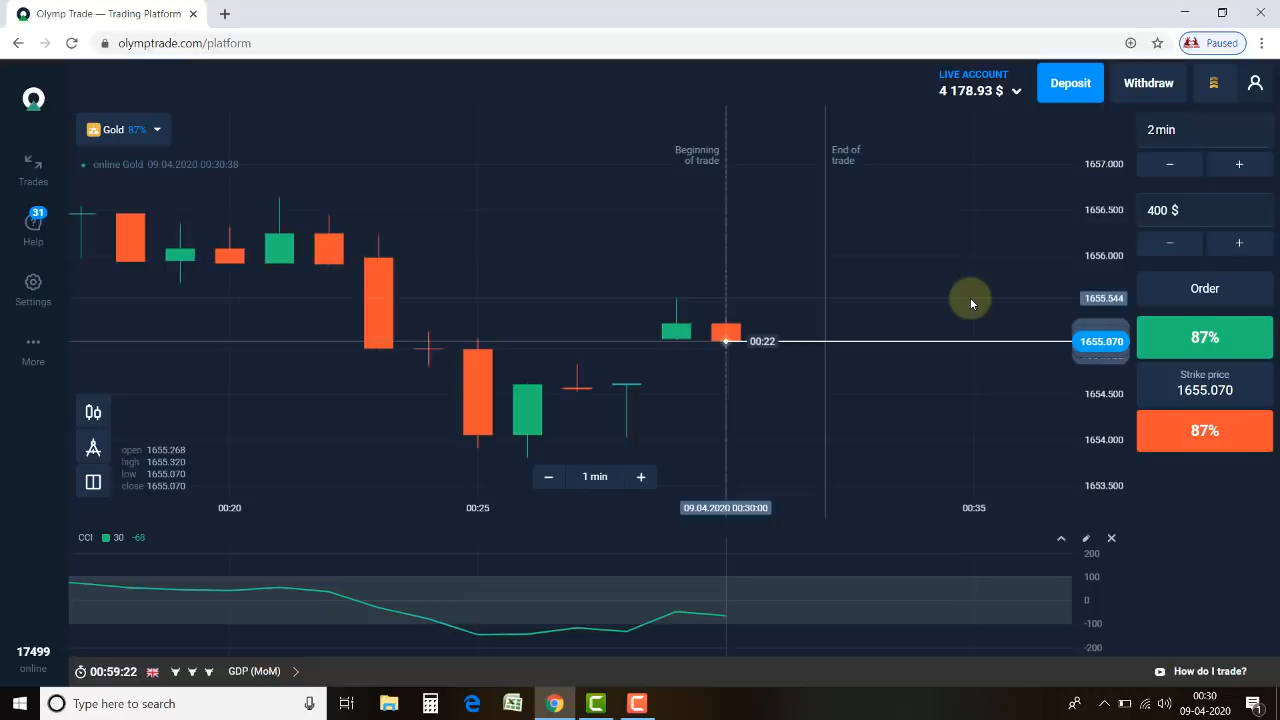 Olymp Trade — Trading Platform
olymptrade.com/platform
Paused
LIVE ACCOUNT
4 178.93 $
Deposit
Withdraw
Gold 87%
online Gold 09.04.2020 00:30:38
Trades
31
Help
Settings
More
17499
online
Beginning
of trade
End of
trade
1657.000
1656.500
1656.000
1655.544
1655.070
1654.500
1654.000
1653.500
00:22
open 1655.268
high 1655.320
low 1655.070
close 1655.070
1 min
00:20
00:25
09.04.2020 00:30:00
00:35
2 min
400 $
Order
87%
Strike price
1655.070
87%
CCI 30 -68
200
100
0
-100
-200
00:59:22
GDP (MoM)
How do I trade?
Type here to search
00:30
09-04-2020
1